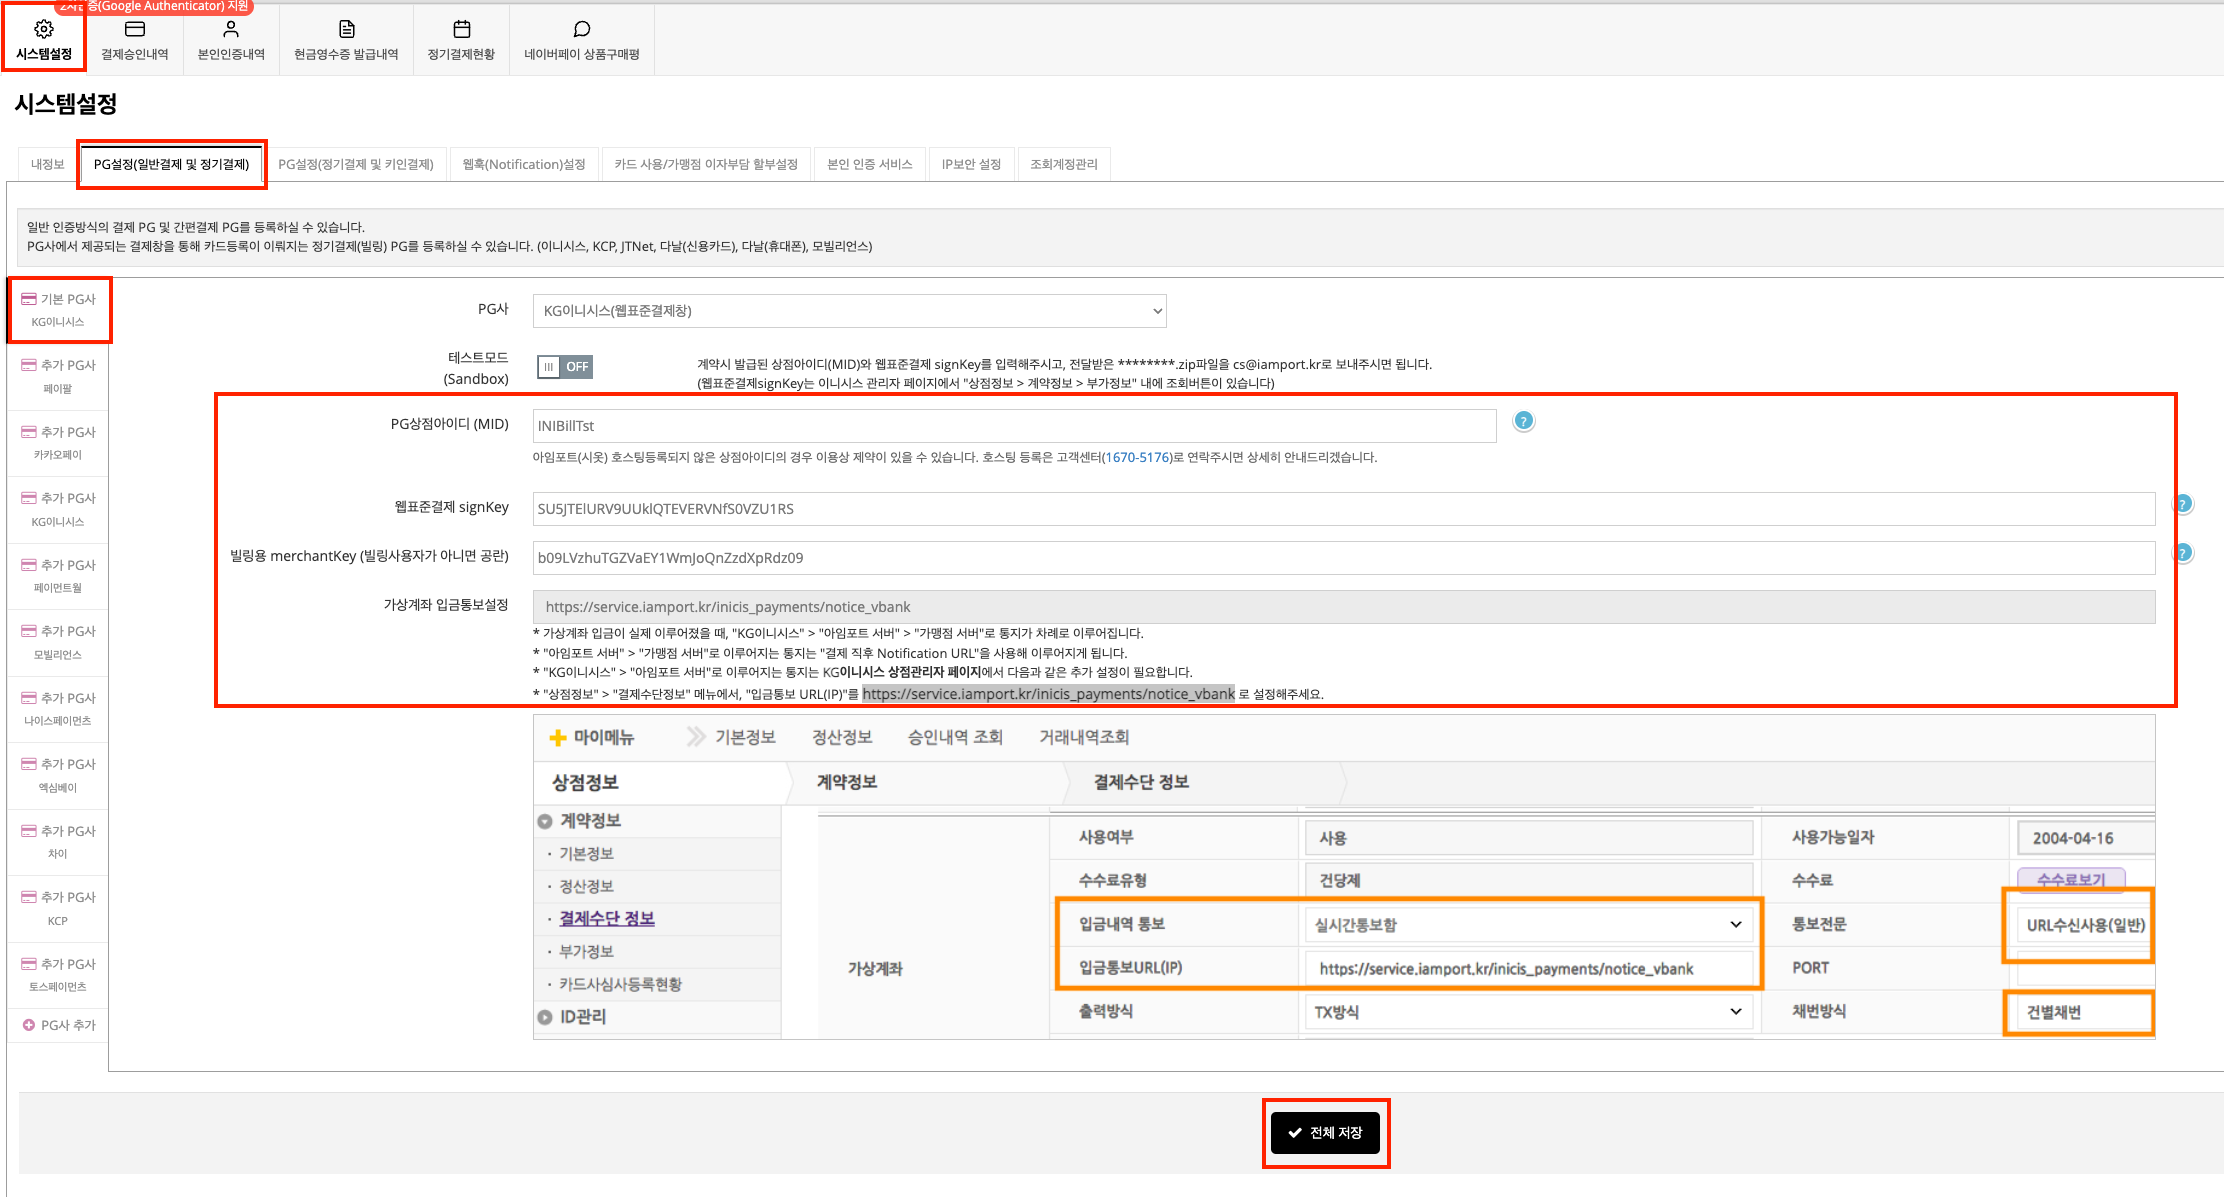 2차인증(Google Authenticator) 지원
시스템설정
결제승인내역
본인인증내역
현금영수증 발급내역
정기결제현황
네이버페이 상품구매평
시스템설정
내정보
PG설정(일반결제 및 정기결제)
PG설정(정기결제 및 키인결제)
웹훅(Notification)설정
카드 사용/가맹점 이자부담 할부설정
본인 인증 서비스
IP보안 설정
조회계정관리
일반 인증방식의 결제 PG 및 간편결제 PG를 등록하실 수 있습니다.
PG사에서 제공되는 결제창을 통해 카드등록이 이뤄지는 정기결제(빌링) PG를 등록하실 수 있습니다. (이니시스, KCP, JTNet, 다날(신용카드), 다날(휴대폰), 모빌리언스)
기본 PG사
KG이니시스
추가 PG사
페이팔
추가 PG사
카카오페이
추가 PG사
KG이니시스
추가 PG사
페이먼트월
추가 PG사
모빌리언스
추가 PG사
나이스페이먼츠
추가 PG사
엑심베이
추가 PG사
차이
추가 PG사
KCP
추가 PG사
토스페이먼츠
PG사 추가
PG사
KG이니시스(웹표준결제창)
테스트모드
(Sandbox)
OFF
계약시 발급된 상점아이디(MID)와 웹표준결제 signKey를 입력해주시고, 전달받은 ********.zip파일을 cs@iamport.kr로 보내주시면 됩니다.
(웹표준결제signKey는 이니시스 관리자 페이지에서 "상점정보 > 계약정보 > 부가정보" 내에 조회버튼이 있습니다)
PG상점아이디 (MID)
INIBillTst
?
아임포트(시옷) 호스팅등록되지 않은 상점아이디의 경우 이용상 제약이 있을 수 있습니다. 호스팅 등록은 고객센터(1670-5176)로 연락주시면 상세히 안내드리겠습니다.
웹표준결제 signKey
SU5JTElURV9UUklQTEVERVNfS0VZU1RS
?
빌링용 merchantKey (빌링사용자가 아니면 공란)
b09LVzhuTGZVaEY1WmJoQnZzdXpRdz09
?
가상계좌 입금통보설정
https://service.iamport.kr/inicis_payments/notice_vbank
* 가상계좌 입금이 실제 이루어졌을 때, "KG이니시스" > "아임포트 서버" > "가맹점 서버"로 통지가 차례로 이루어집니다.
* "아임포트 서버" > "가맹점 서버"로 이루어지는 통지는 "결제 직후 Notification URL"을 사용해 이루어지게 됩니다.
* "KG이니시스" > "아임포트 서버"로 이루어지는 통지는 KG이니시스 상점관리자 페이지에서 다음과 같은 추가 설정이 필요합니다.
* "상점정보" > "결제수단정보" 메뉴에서, "입금통보 URL(IP)"를 https://service.iamport.kr/inicis_payments/notice_vbank 로 설정해주세요.
마이메뉴
기본정보
정산정보
승인내역 조회
거래내역조회
상점정보
계약정보
결제수단 정보
계약정보
· 기본정보
· 정산정보
· 결제수단 정보
· 부가정보
· 카드사심사등록현황
ID관리
가상계좌
사용여부
사용
사용가능일자
2004-04-16
수수료유형
건당제
수수료
수수료보기
입금내역 통보
실시간통보함
통보전문
URL수신사용(일반)
입금통보URL(IP)
https://service.iamport.kr/inicis_payments/notice_vbank
PORT
출력방식
TX방식
채번방식
건별채번
전체 저장